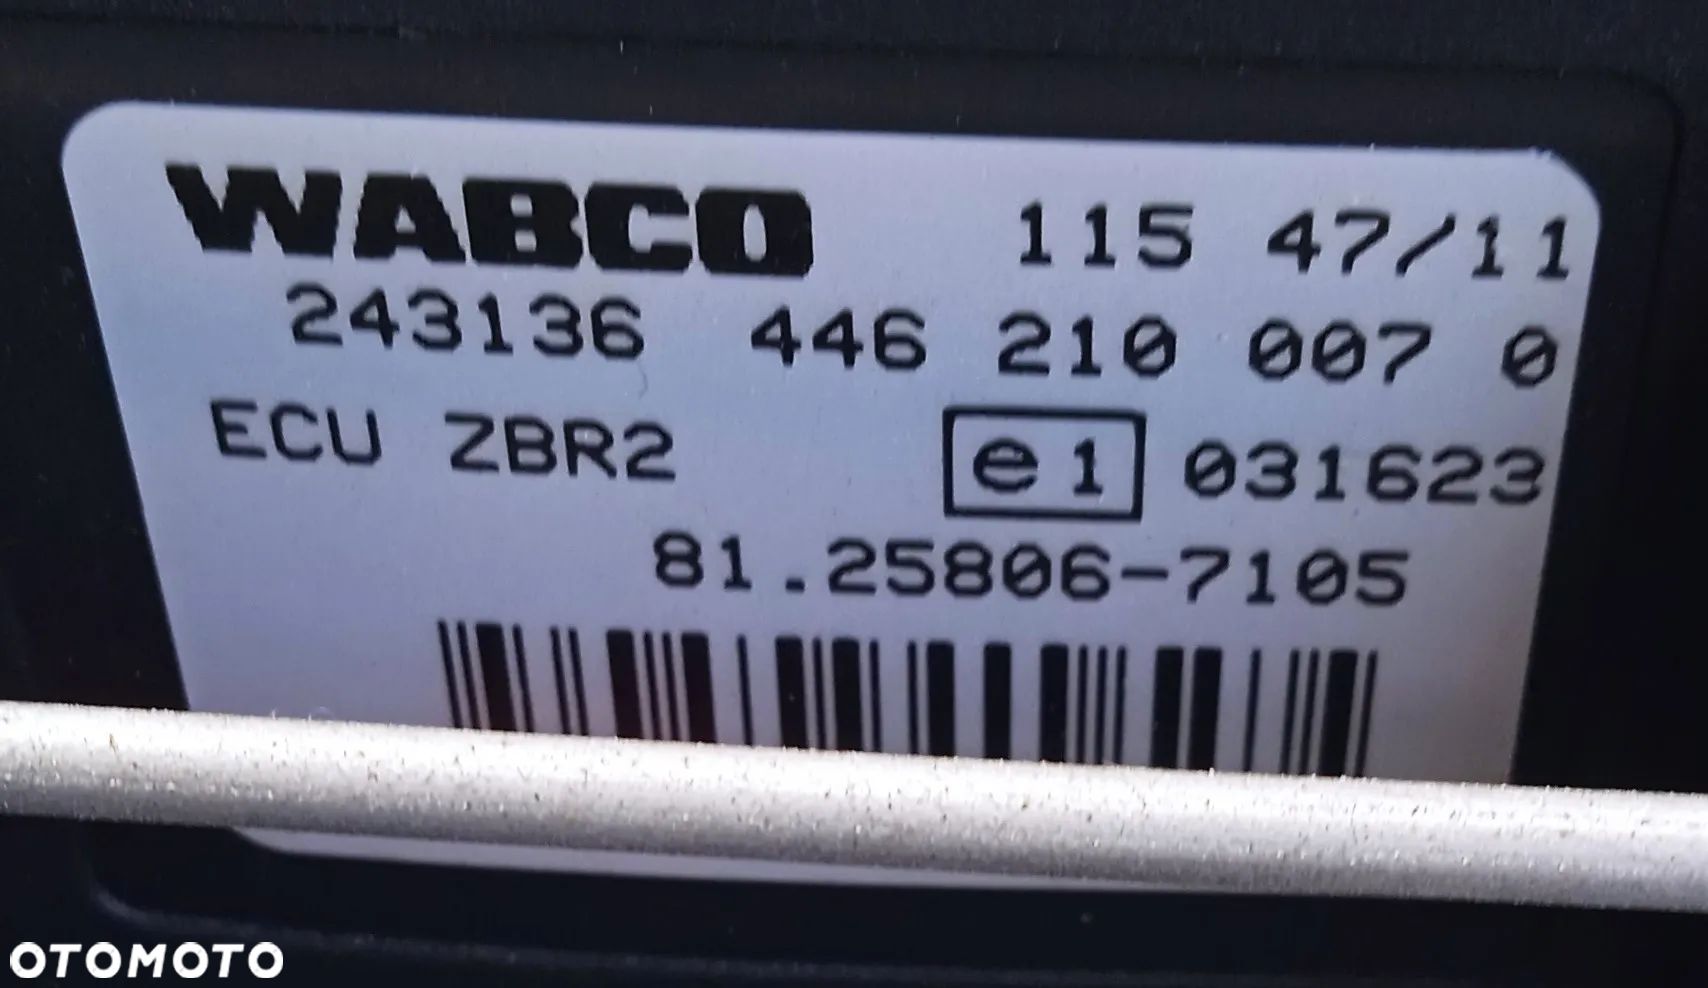 WABCO 115 47/11
243136 446 210 007 0
ECU ZBR2 e1 031623
81.25806-7105
OTOMOTO